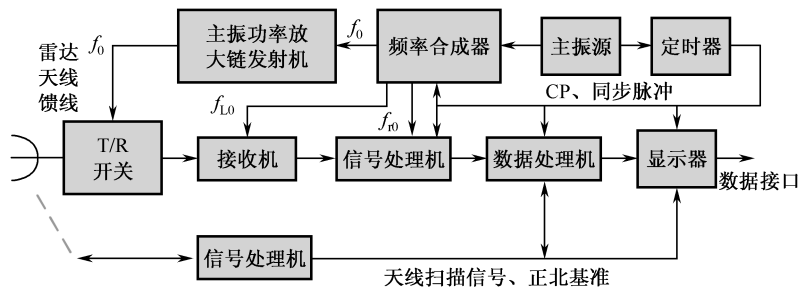 雷达
天线
馈线
f0
主振功率放
大链发射机
f0
频率合成器
主振源
定时器
CP、同步脉冲
fL0
fr0
T/R
开关
接收机
信号处理机
数据处理机
显示器
数据接口
信号处理机
天线扫描信号、正北基准